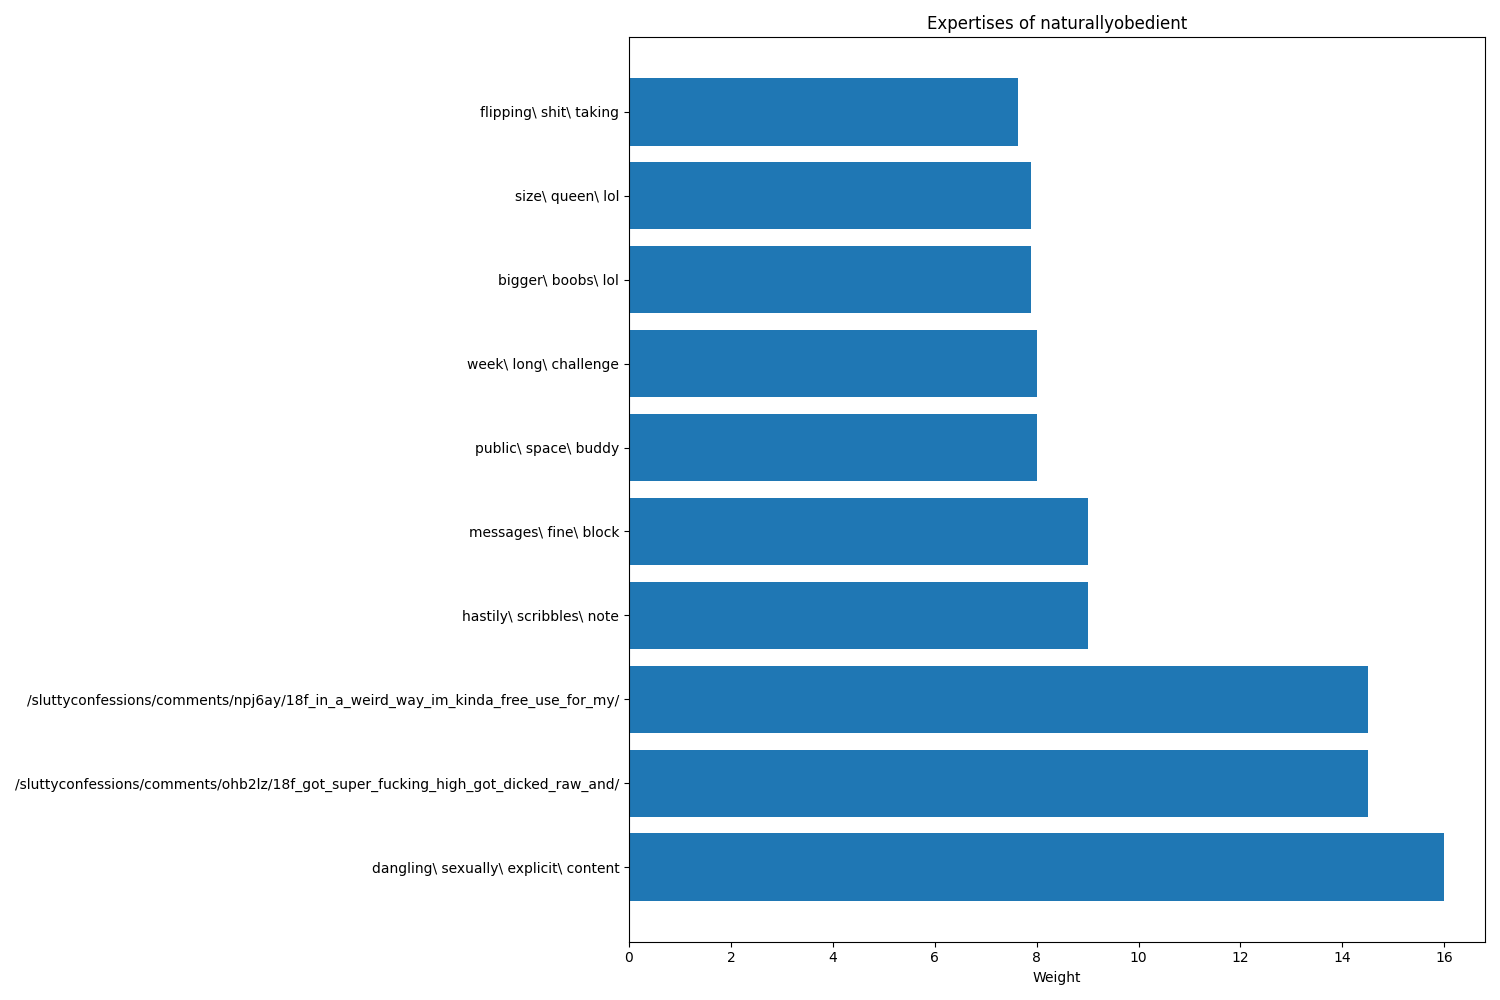 Expertises of naturallyobedient
flipping\ shit\ taking
size\ queen\ lol
bigger\ boobs\ lol
week\ long\ challenge
public\ space\ buddy
messages\ fine\ block
hastily\ scribbles\ note
/sluttyconfessions/comments/npj6ay/18f_in_a_weird_way_im_kinda_free_use_for_my/
/sluttyconfessions/comments/ohb2lz/18f_got_super_fucking_high_got_dicked_raw_and/
dangling\ sexually\ explicit\ content
0 2 4 6 8 10 12 14 16
Weight